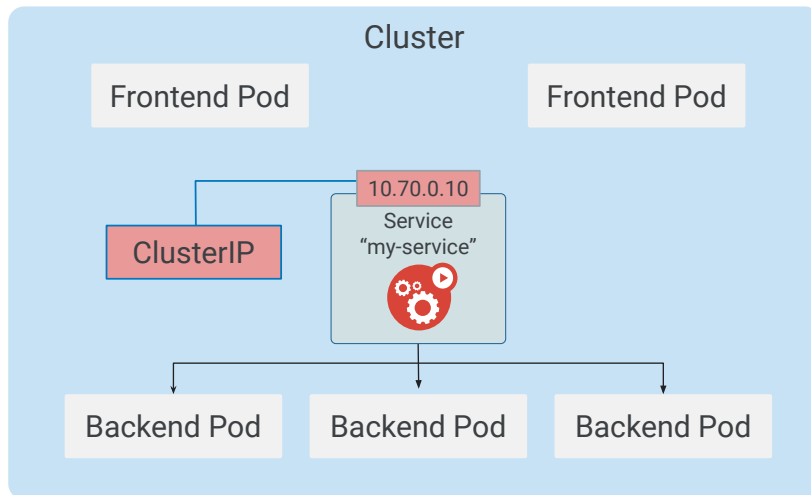 Cluster
Frontend Pod
Frontend Pod
10.70.0.10
Service
“my-service”
ClusterIP
Backend Pod
Backend Pod
Backend Pod